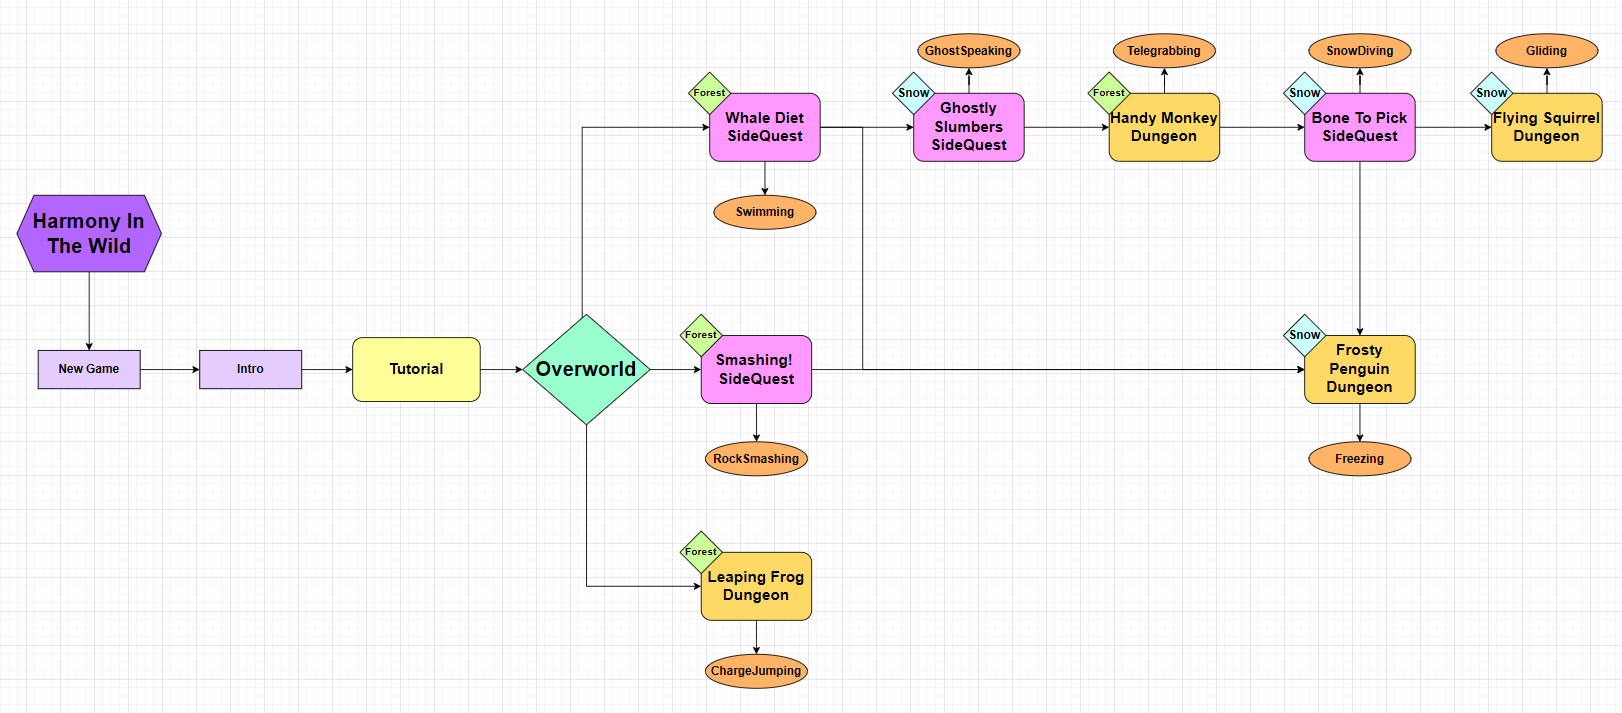 GhostSpeaking
Telegrabbing
SnowDiving
Gliding
Forest
Snow
Forest
Snow
Snow
Whale Diet
SideQuest
Ghostly
Slumbers
SideQuest
Handy Monkey
Dungeon
Bone To Pick
SideQuest
Flying Squirrel
Dungeon
Swimming
Harmony In
The Wild
New Game
Intro
Tutorial
Overworld
Forest
Smashing!
SideQuest
Snow
Frosty
Penguin
Dungeon
RockSmashing
Freezing
Forest
Leaping Frog
Dungeon
ChargeJumping